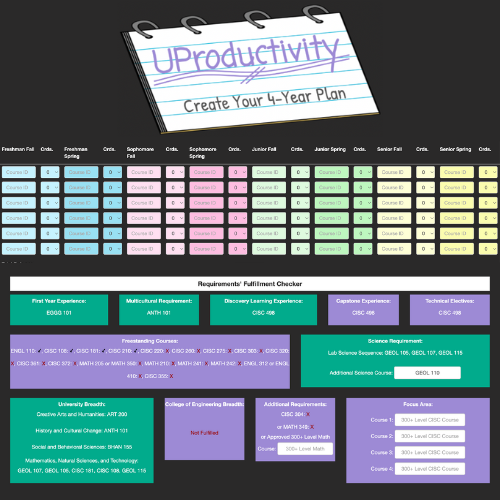 UProductivity
Create Your 4-Year Plan
Freshman Fall Crds. Freshman Spring Crds. Sophomore Fall Crds. Sophomore Spring Crds. Junior Fall Crds. Junior Spring Crds. Senior Fall Crds. Senior Spring Crds.
Course ID 0 Course ID 0 Course ID 0 Course ID 0 Course ID 0 Course ID 0 Course ID 0 Course ID 0
Course ID 0 Course ID 0 Course ID 0 Course ID 0 Course ID 0 Course ID 0 Course ID 0 Course ID 0
Course ID 0 Course ID 0 Course ID 0 Course ID 0 Course ID 0 Course ID 0 Course ID 0 Course ID 0
Course ID 0 Course ID 0 Course ID 0 Course ID 0 Course ID 0 Course ID 0 Course ID 0 Course ID 0
Course ID 0 Course ID 0 Course ID 0 Course ID 0 Course ID 0 Course ID 0 Course ID 0 Course ID 0
Course ID 0 Course ID 0 Course ID 0 Course ID 0 Course ID 0 Course ID 0 Course ID 0 Course ID 0
Requirements' Fulfillment Checker
First Year Experience:
EGGG 101
Multicultural Requirement:
ANTH 101
Discovery Learning Experience:
CISC 498
Capstone Experience:
CISC 498
Technical Electives:
CISC 498
Freestanding Courses:
ENGL 110: ✓, CISC 108: ✓, CISC 181: ✓, CISC 210: ✓, CISC 220: X, CISC 260: X, CISC 275: X, CISC 303: X, CISC 320:
X, CISC 361: X, CISC 372: X, MATH 205 or MATH 350: X, MATH 210: X, MATH 241: X, MATH 242: X, ENGL 312 or ENGL
410: X, CISC 355: X
Science Requirement:
Lab Science Sequence: GEOL 105, GEOL 107, GEOL 115
Additional Science Course: GEOL 110
University Breadth:
Creative Arts and Humanities: ART 200
History and Cultural Change: ANTH 101
Social and Behavioral Sciences: BHAN 155
Mathematics, Natural Sciences, and Technology:
GEOL 107, GEOL 105, CISC 181, CISC 108, GEOL 115
College of Engineering Breadth:
Not Fulfilled
Additional Requirements:
CISC 304: X
or MATH 349: X
or Approved 300+ Level Math
Course: 300+ Level Math
Focus Area:
Course 1: 300+ Level CISC Course
Course 2: 300+ Level CISC Course
Course 3: 300+ Level CISC Course
Course 4: 300+ Level CISC Course